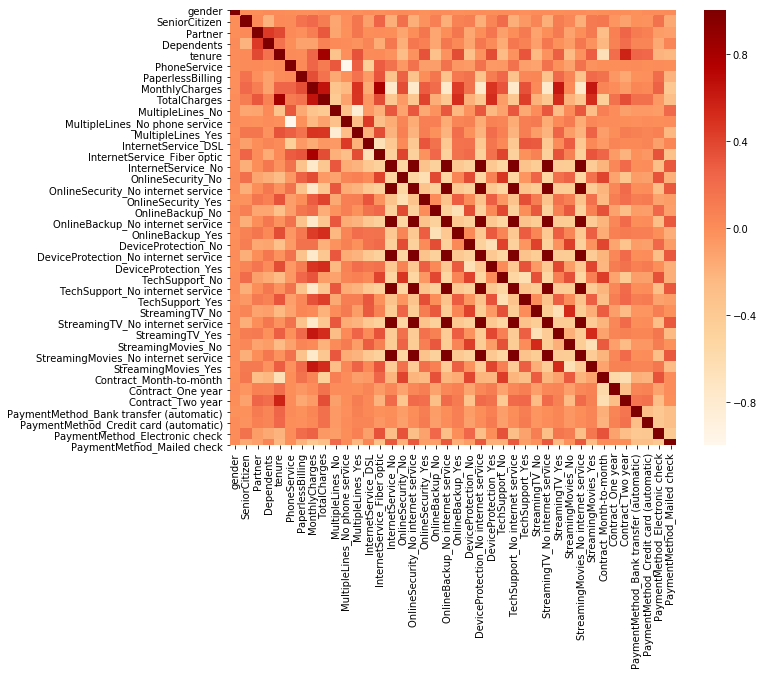 gender
SeniorCitizen
Partner
Dependents
tenure
PhoneService
PaperlessBilling
MonthlyCharges
TotalCharges
MultipleLines_No
MultipleLines_No phone service
MultipleLines_Yes
InternetService_DSL
InternetService_Fiber optic
InternetService_No
OnlineSecurity_No
OnlineSecurity_No internet service
OnlineSecurity_Yes
OnlineBackup_No
OnlineBackup_No internet service
OnlineBackup_Yes
DeviceProtection_No
DeviceProtection_No internet service
DeviceProtection_Yes
TechSupport_No
TechSupport_No internet service
TechSupport_Yes
StreamingTV_No
StreamingTV_No internet service
StreamingTV_Yes
StreamingMovies_No
StreamingMovies_No internet service
StreamingMovies_Yes
Contract_Month-to-month
Contract_One year
Contract_Two year
PaymentMethod_Bank transfer (automatic)
PaymentMethod_Credit card (automatic)
PaymentMethod_Electronic check
PaymentMethod_Mailed check
gender
SeniorCitizen
Partner
Dependents
tenure
PhoneService
PaperlessBilling
MonthlyCharges
TotalCharges
MultipleLines_No
MultipleLines_No phone service
MultipleLines_Yes
InternetService_DSL
InternetService_Fiber optic
InternetService_No
OnlineSecurity_No
OnlineSecurity_No internet service
OnlineSecurity_Yes
OnlineBackup_No
OnlineBackup_No internet service
OnlineBackup_Yes
DeviceProtection_No
DeviceProtection_No internet service
DeviceProtection_Yes
TechSupport_No
TechSupport_No internet service
TechSupport_Yes
StreamingTV_No
StreamingTV_No internet service
StreamingTV_Yes
StreamingMovies_No
StreamingMovies_No internet service
StreamingMovies_Yes
Contract_Month-to-month
Contract_One year
Contract_Two year
PaymentMethod_Bank transfer (automatic)
PaymentMethod_Credit card (automatic)
PaymentMethod_Electronic check
PaymentMethod_Mailed check
0.8
0.4
0.0
−0.4
−0.8